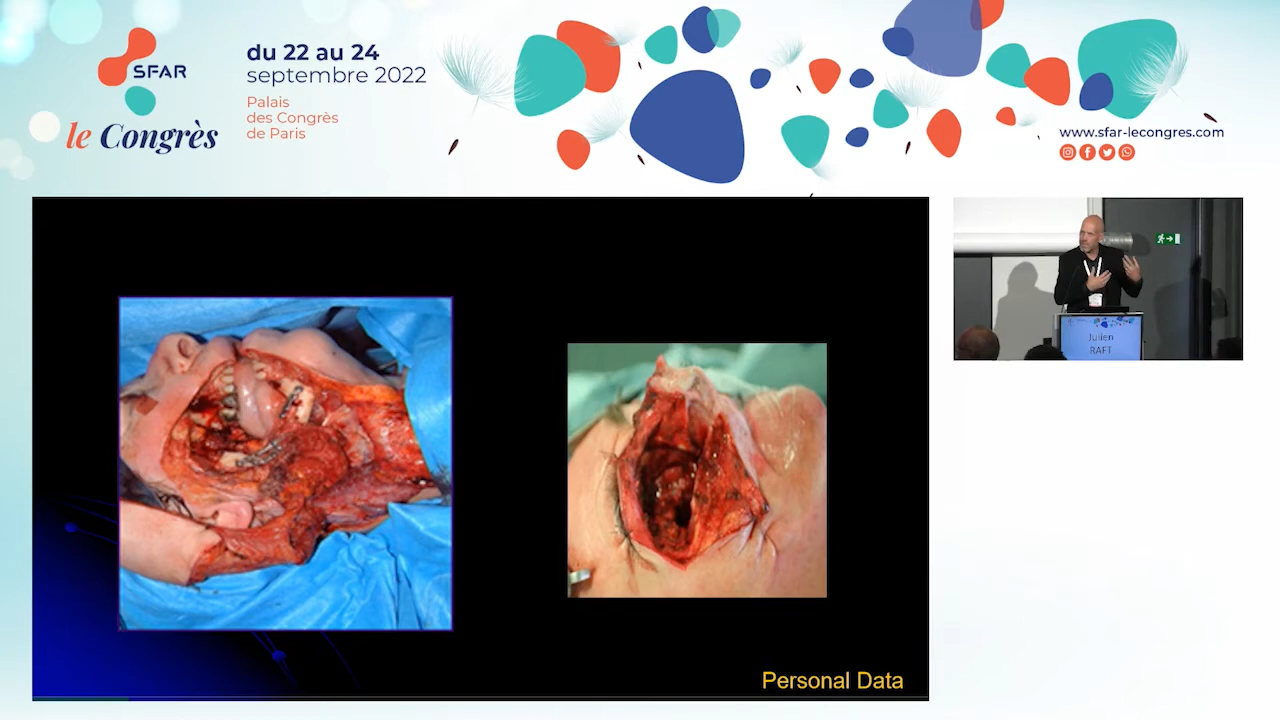 SFAR
le Congrès
du 22 au 24
septembre 2022
Palais
des Congrès
de Paris
www.sfar-lecongres.com
Julien
RAFT
Personal Data